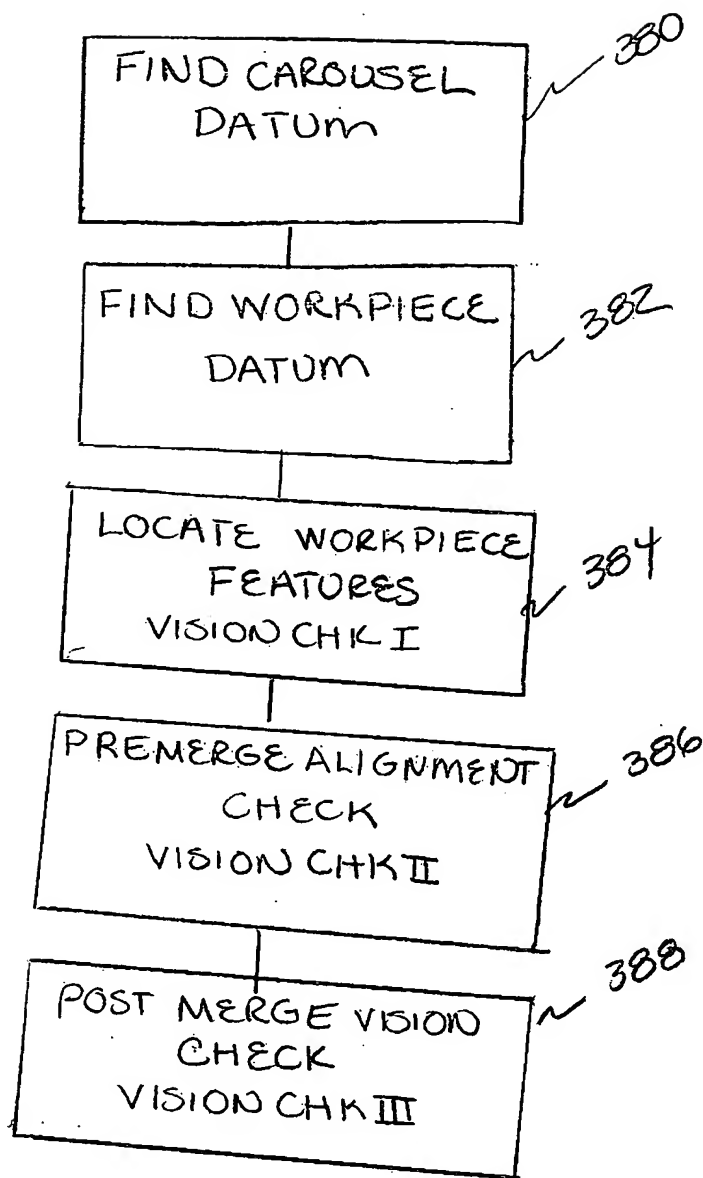 FIND CAROUSEL
DATUM
380
FIND WORKPIECE
DATUM
382
LOCATE WORKPIECE
FEATURES
VISION CHK I
384
PREMERGE ALIGNMENT
CHECK
VISION CHK II
386
POST MERGE VISION
CHECK
VISION CHK III
388